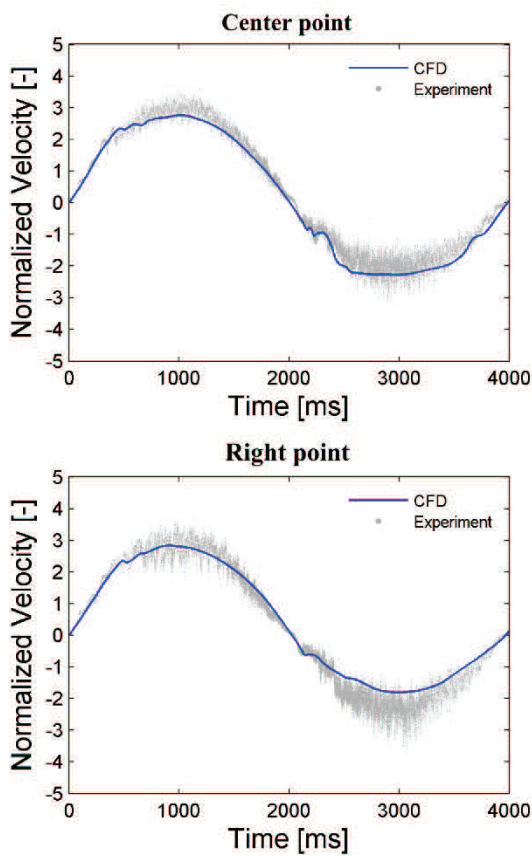 Center point
Normalized Velocity [-]
5
4
3
2
1
0
-1
-2
-3
-4
-5
CFD
Experiment
0 1000 2000 3000 4000
Time [ms]
Right point
Normalized Velocity [-]
5
4
3
2
1
0
-1
-2
-3
-4
-5
CFD
Experiment
0 1000 2000 3000 4000
Time [ms]